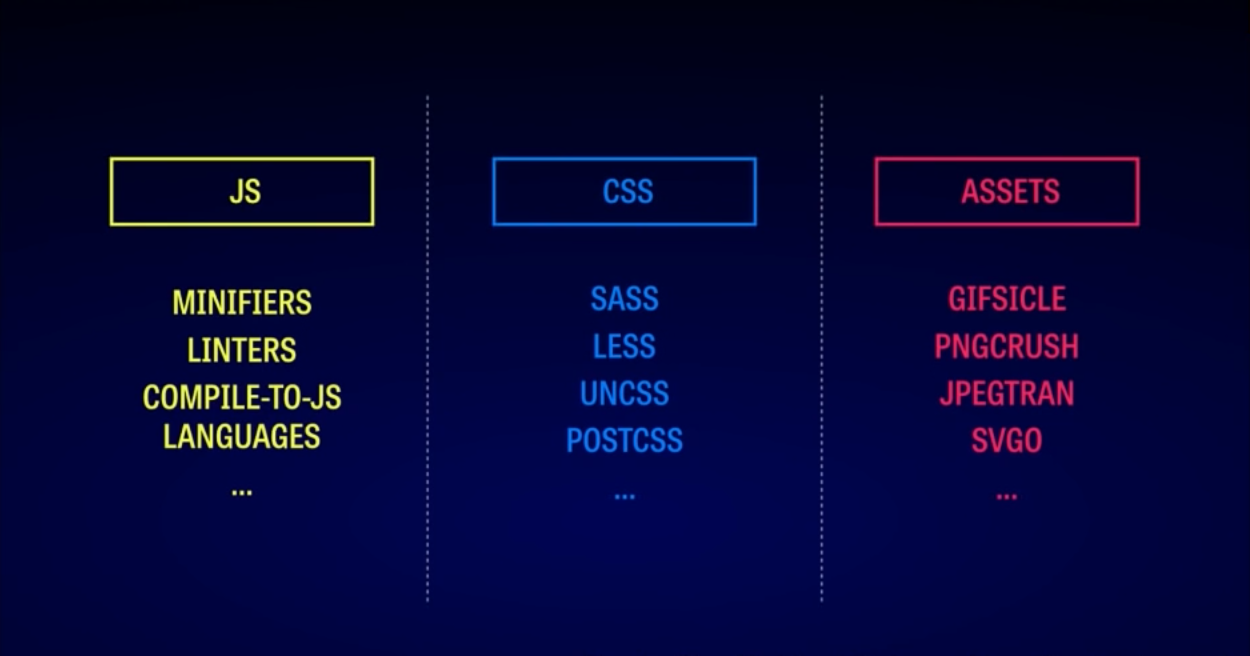 JS
MINIFIERS
LINTERS
COMPILE-TO-JS
LANGUAGES
...
CSS
SASS
LESS
UNCSS
POSTCSS
...
ASSETS
GIFSICLE
PNGCRUSH
JPEGTRAN
SVGO
...